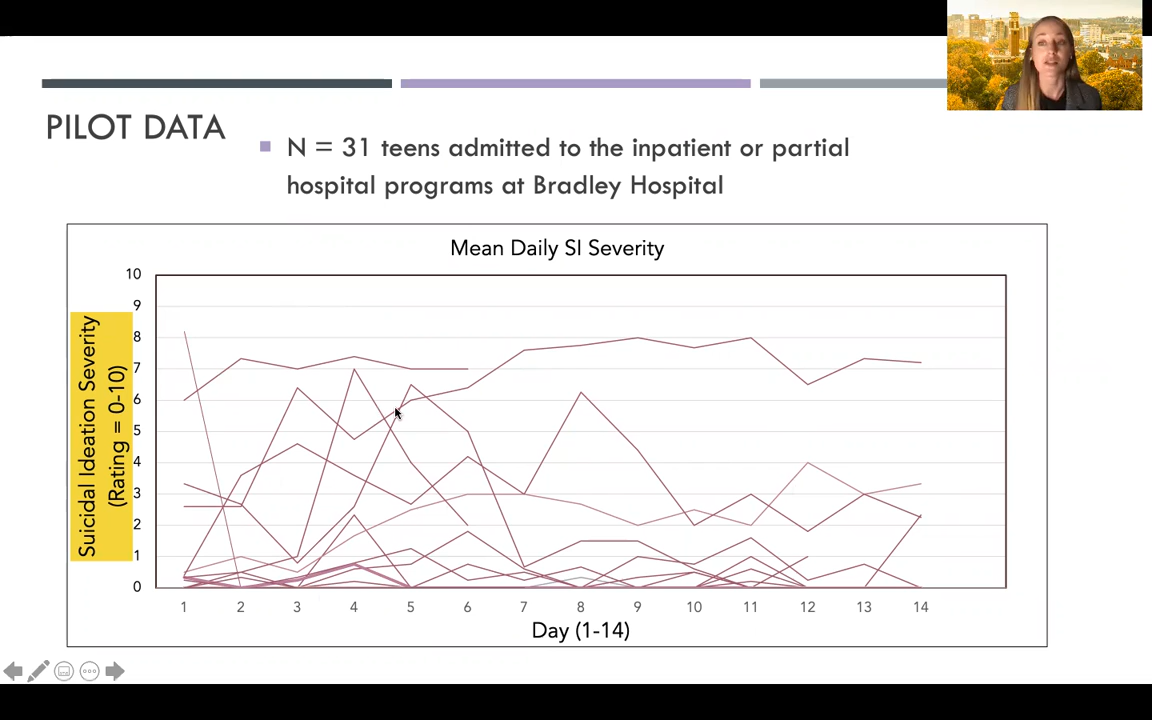 PILOT DATA
N = 31 teens admitted to the inpatient or partial
hospital programs at Bradley Hospital
Mean Daily SI Severity
Suicidal Ideation Severity
(Rating = 0-10)
10
9
8
7
6
5
4
3
2
1
0
1 2 3 4 5 6 7 8 9 10 11 12 13 14
Day (1-14)